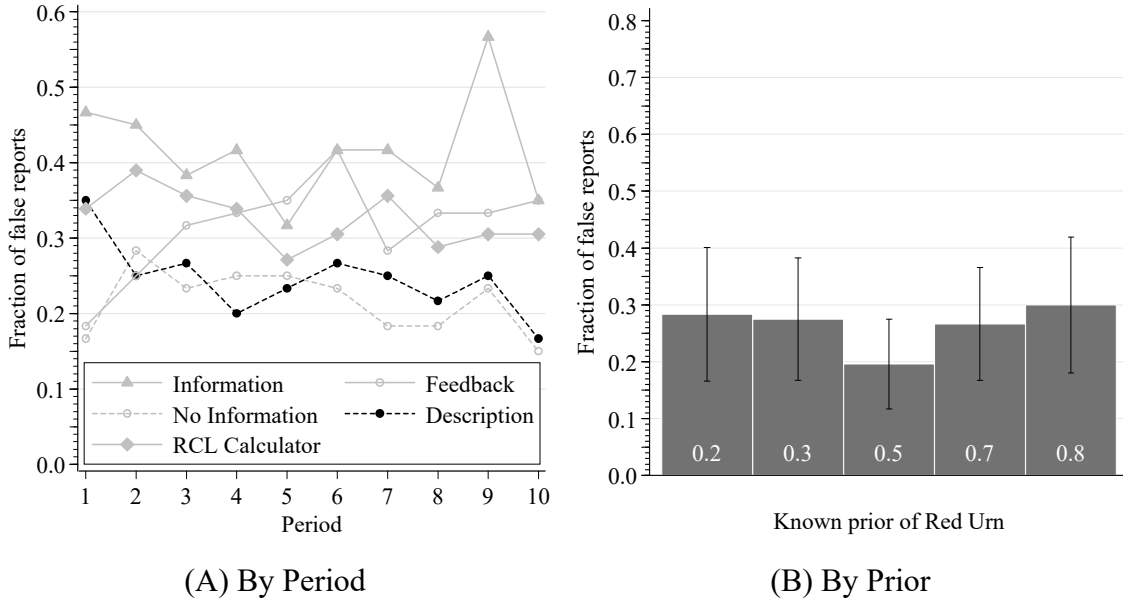 Fraction of false reports
0.6
0.5
0.4
0.3
0.2
0.1
0.0
Information
Feedback
No Information
Description
RCL Calculator
1 2 3 4 5 6 7 8 9 10
Period
(A) By Period
Fraction of false reports
0.8
0.7
0.6
0.5
0.4
0.3
0.2
0.1
0.0
0.2 0.3 0.5 0.7 0.8
Known prior of Red Urn
(B) By Prior